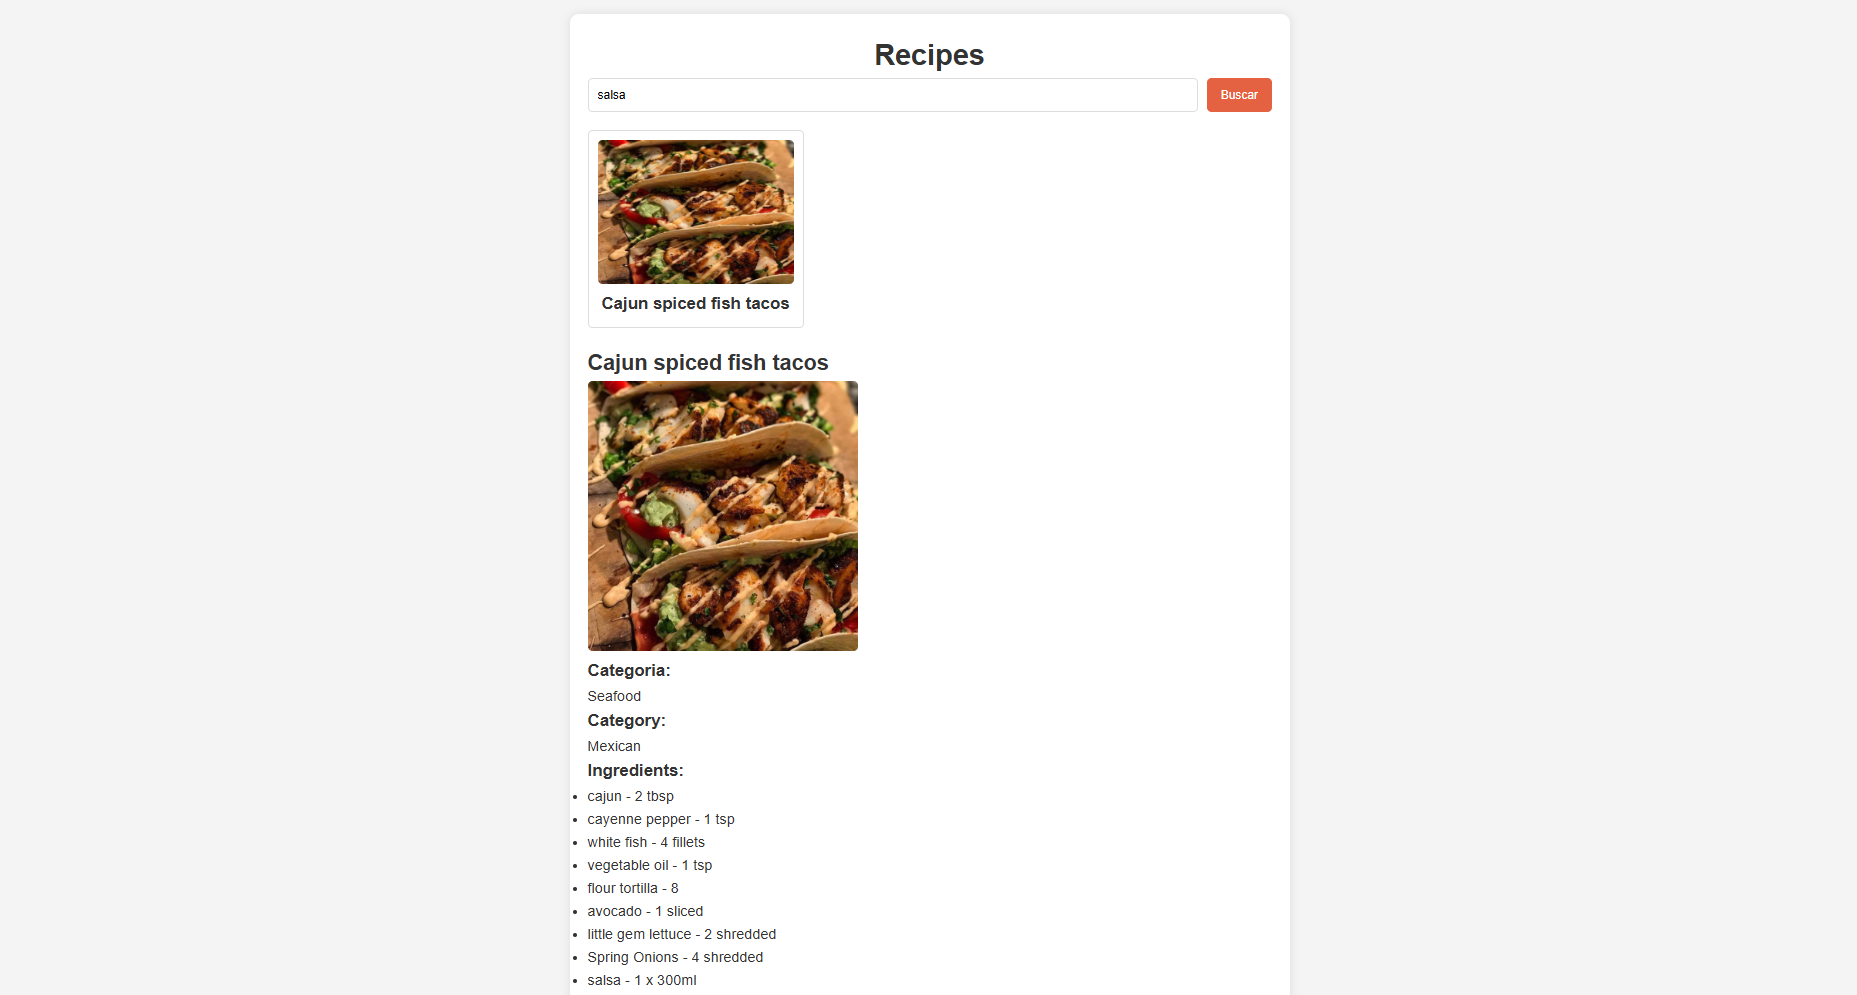 Recipes
salsa
Buscar
Cajun spiced fish tacos
Cajun spiced fish tacos
Categoria:
Seafood
Category:
Mexican
Ingredients:
cajun - 2 tbsp
cayenne pepper - 1 tsp
white fish - 4 fillets
vegetable oil - 1 tsp
flour tortilla - 8
avocado - 1 sliced
little gem lettuce - 2 shredded
Spring Onions - 4 shredded
salsa - 1 x 300ml